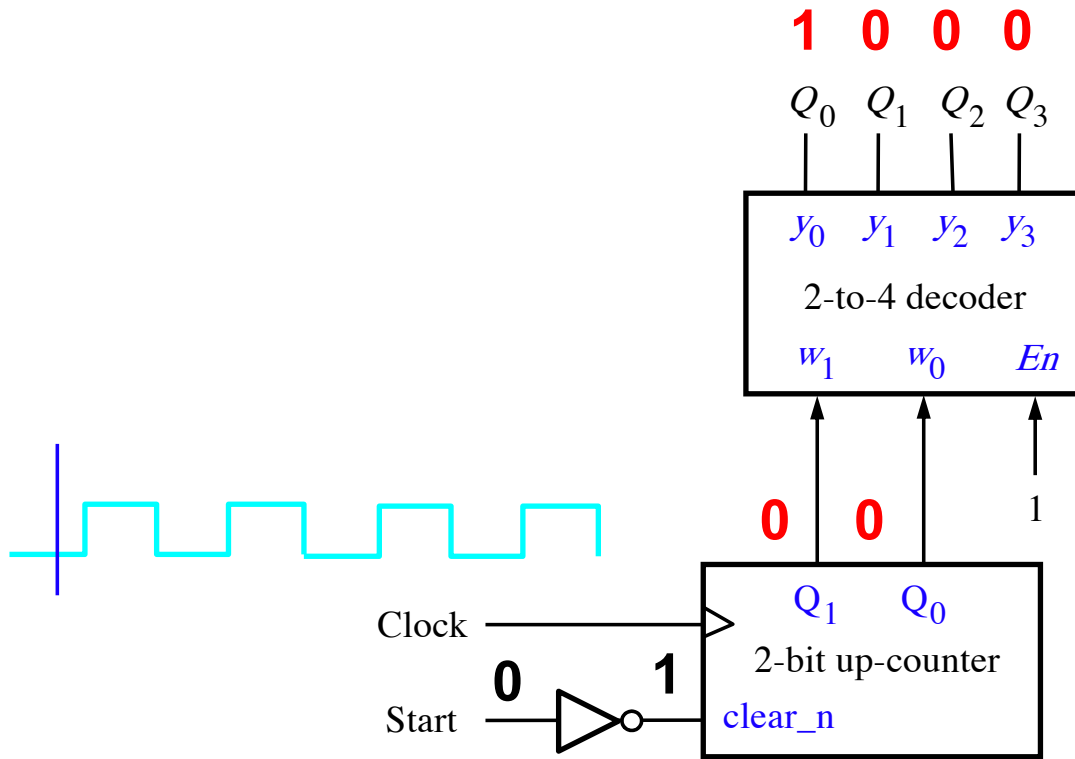 1 0 0 0
Q0 Q1 Q2 Q3
y0 y1 y2 y3
2-to-4 decoder
w1 w0 En
1
0 0
Q1 Q0
Clock
2-bit up-counter
0 1
Start
clear_n